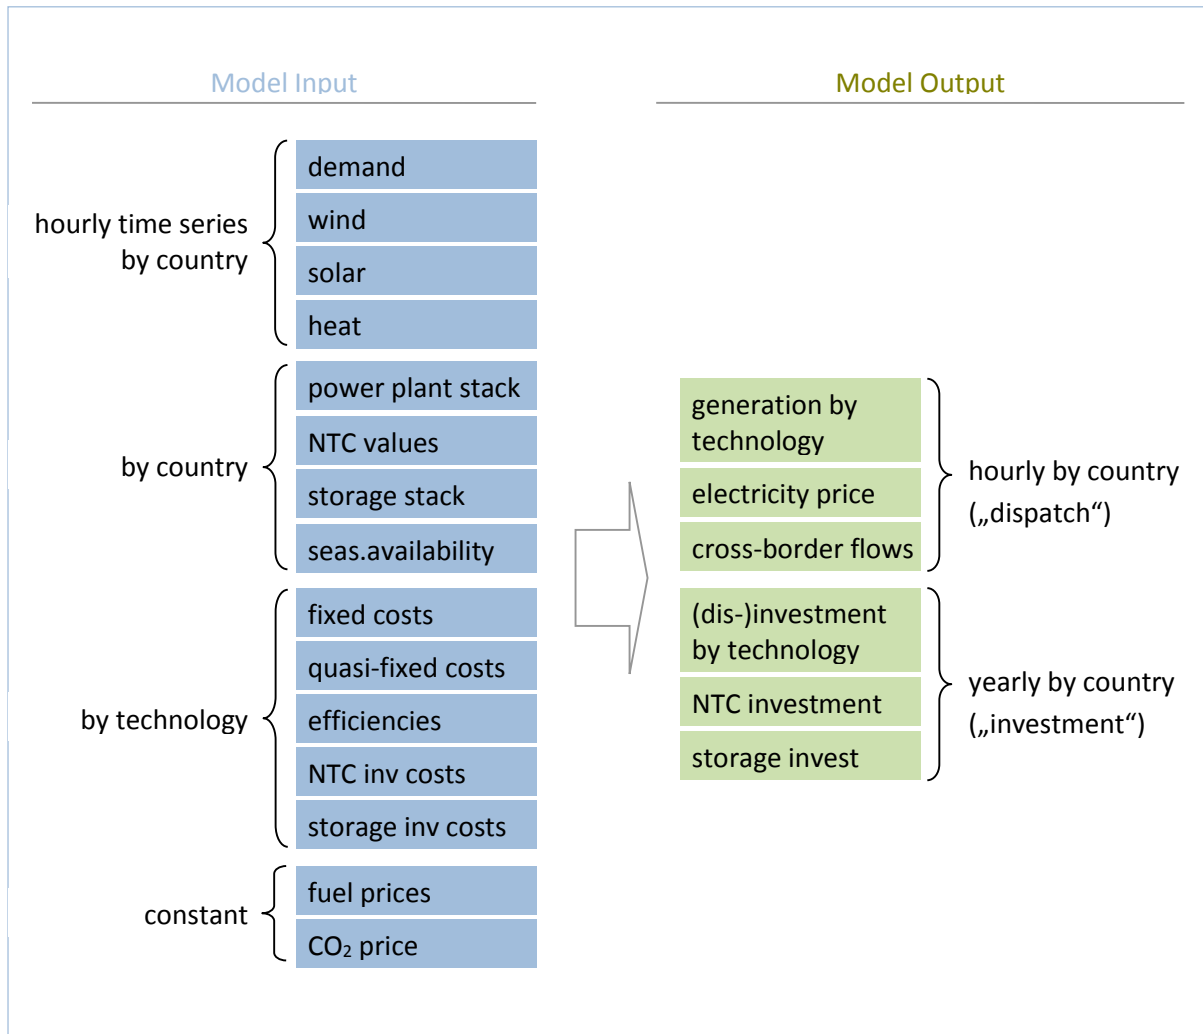 Model Input
hourly time series
by country
demand
wind
solar
heat
by country
power plant stack
NTC values
storage stack
seas.availability
by technology
fixed costs
quasi-fixed costs
efficiencies
NTC inv costs
storage inv costs
constant
fuel prices
CO₂ price
Model Output
generation by
technology
electricity price
cross-border flows
hourly by country
(„dispatch“)
(dis-)investment
by technology
NTC investment
storage invest
yearly by country
(„investment“)